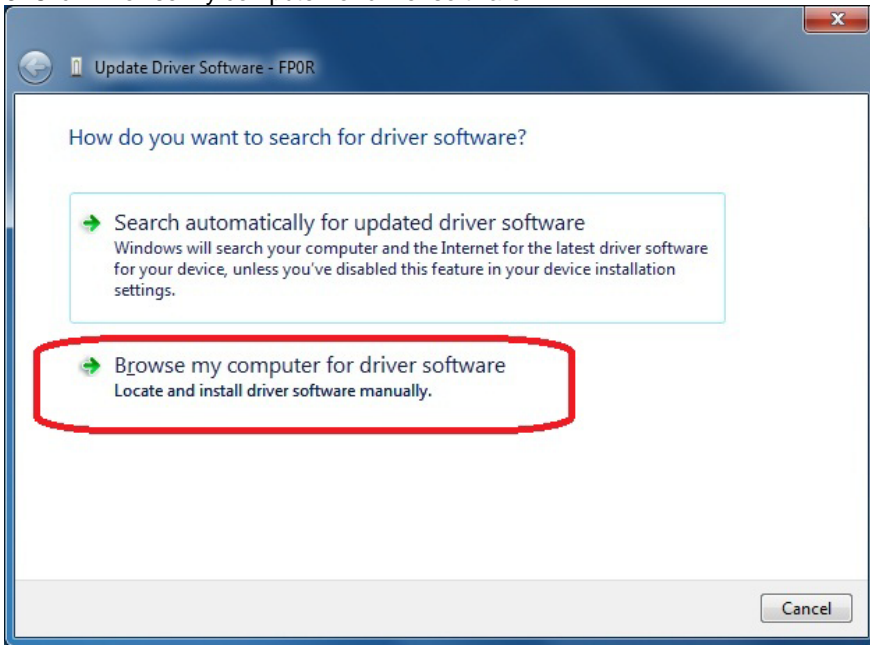 Update Driver Software - FP0R
How do you want to search for driver software?
Search automatically for updated driver software
Windows will search your computer and the Internet for the latest driver software
for your device, unless you've disabled this feature in your device installation
settings.
Browse my computer for driver software
Locate and install driver software manually.
Cancel